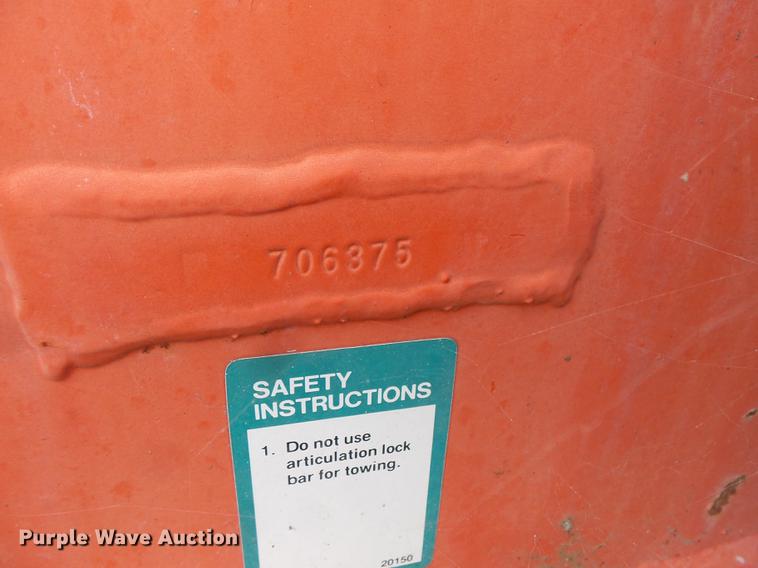 706375
SAFETY
INSTRUCTIONS
1. Do not use
articulation lock
bar for towing.
20150
Purple Wave Auction